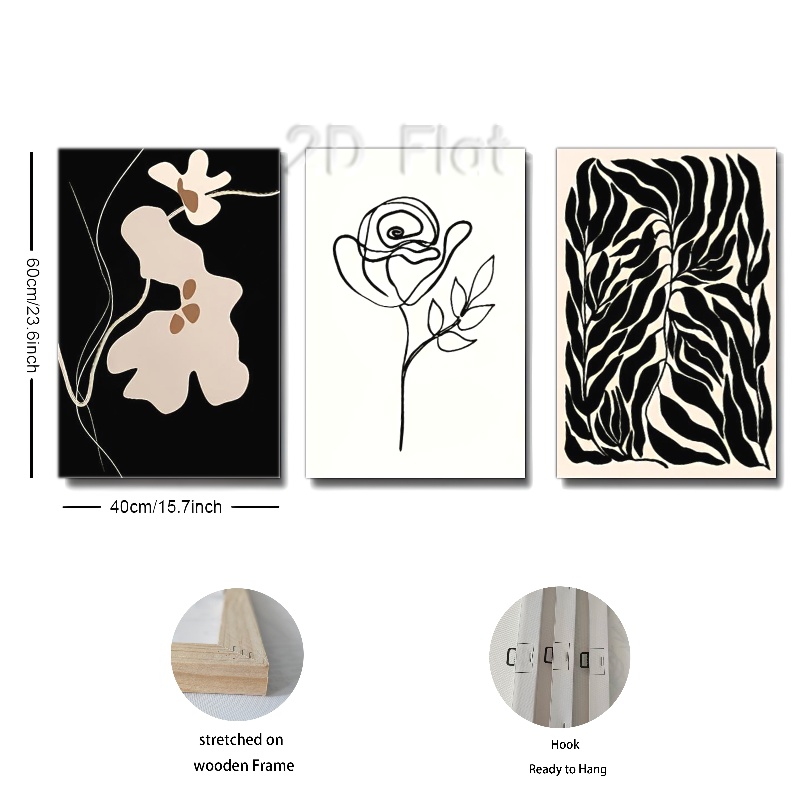 2D Flat
60cm/23.6inch
40cm/15.7inch
stretched on
wooden Frame
Hook
Ready to Hang